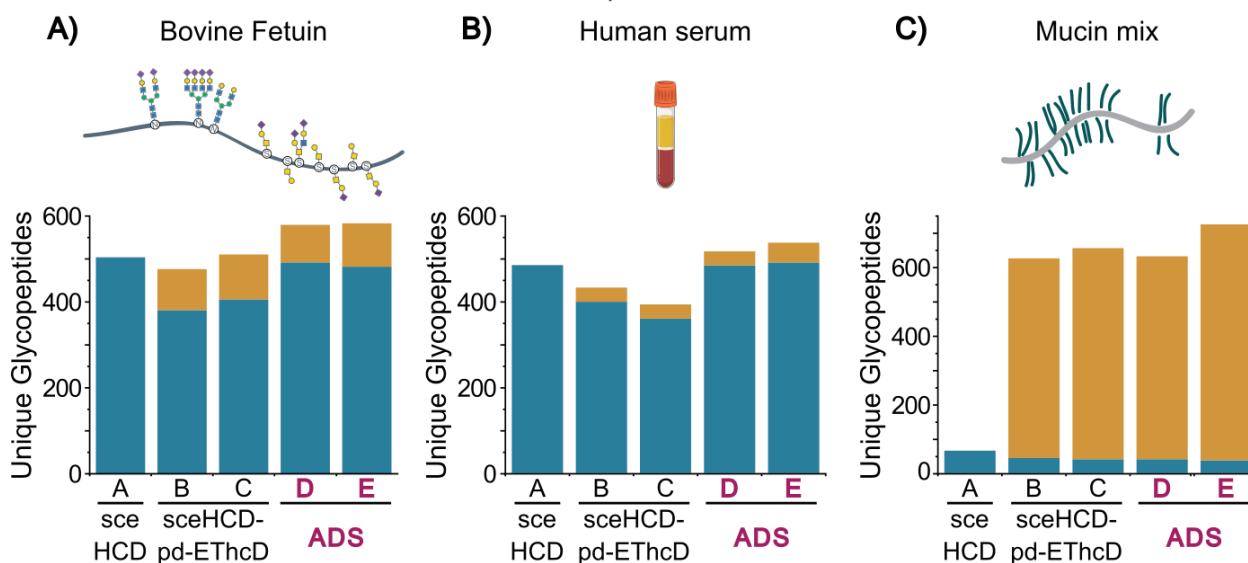 A) Bovine Fetuin
B) Human serum
C) Mucin mix
N N N S S S S S S S
Unique Glycopeptides
600
400
200
0
A B C D E
sce HCD
sceHCD-pd-EThcD
ADS
Unique Glycopeptides
600
400
200
0
A B C D E
sce HCD
sceHCD-pd-EThcD
ADS
Unique Glycopeptides
600
400
200
0
A B C D E
sce HCD
sceHCD-pd-EThcD
ADS